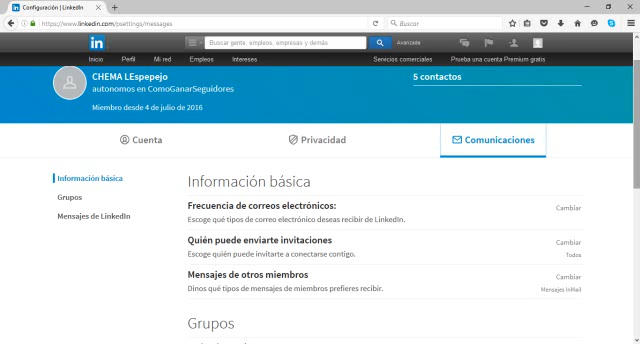 Configuración | LinkedIn
https://www.linkedin.com/psettings/messages
Buscar
in
Buscar gente, empleos, empresas y demás
Avanzada
Inicio Perfil Mi red Empleos Intereses Servicios comerciales Prueba una cuenta Premium gratis
CHEMA LEspepejo
autonomos en ComoGanarSeguidores
Miembro desde 4 de julio de 2016
5 contactos
Cuenta Privacidad Comunicaciones
Información básica
Grupos
Mensajes de LinkedIn
Información básica
Frecuencia de correos electrónicos: Cambiar
Escoge qué tipos de correo electrónico deseas recibir de LinkedIn.
Quién puede enviarte invitaciones Cambiar
Escoge quién puede invitarte a conectarse contigo. Todos
Mensajes de otros miembros Cambiar
Dinos qué tipos de mensajes de miembros prefieres recibir. Mensajes InMail
Grupos